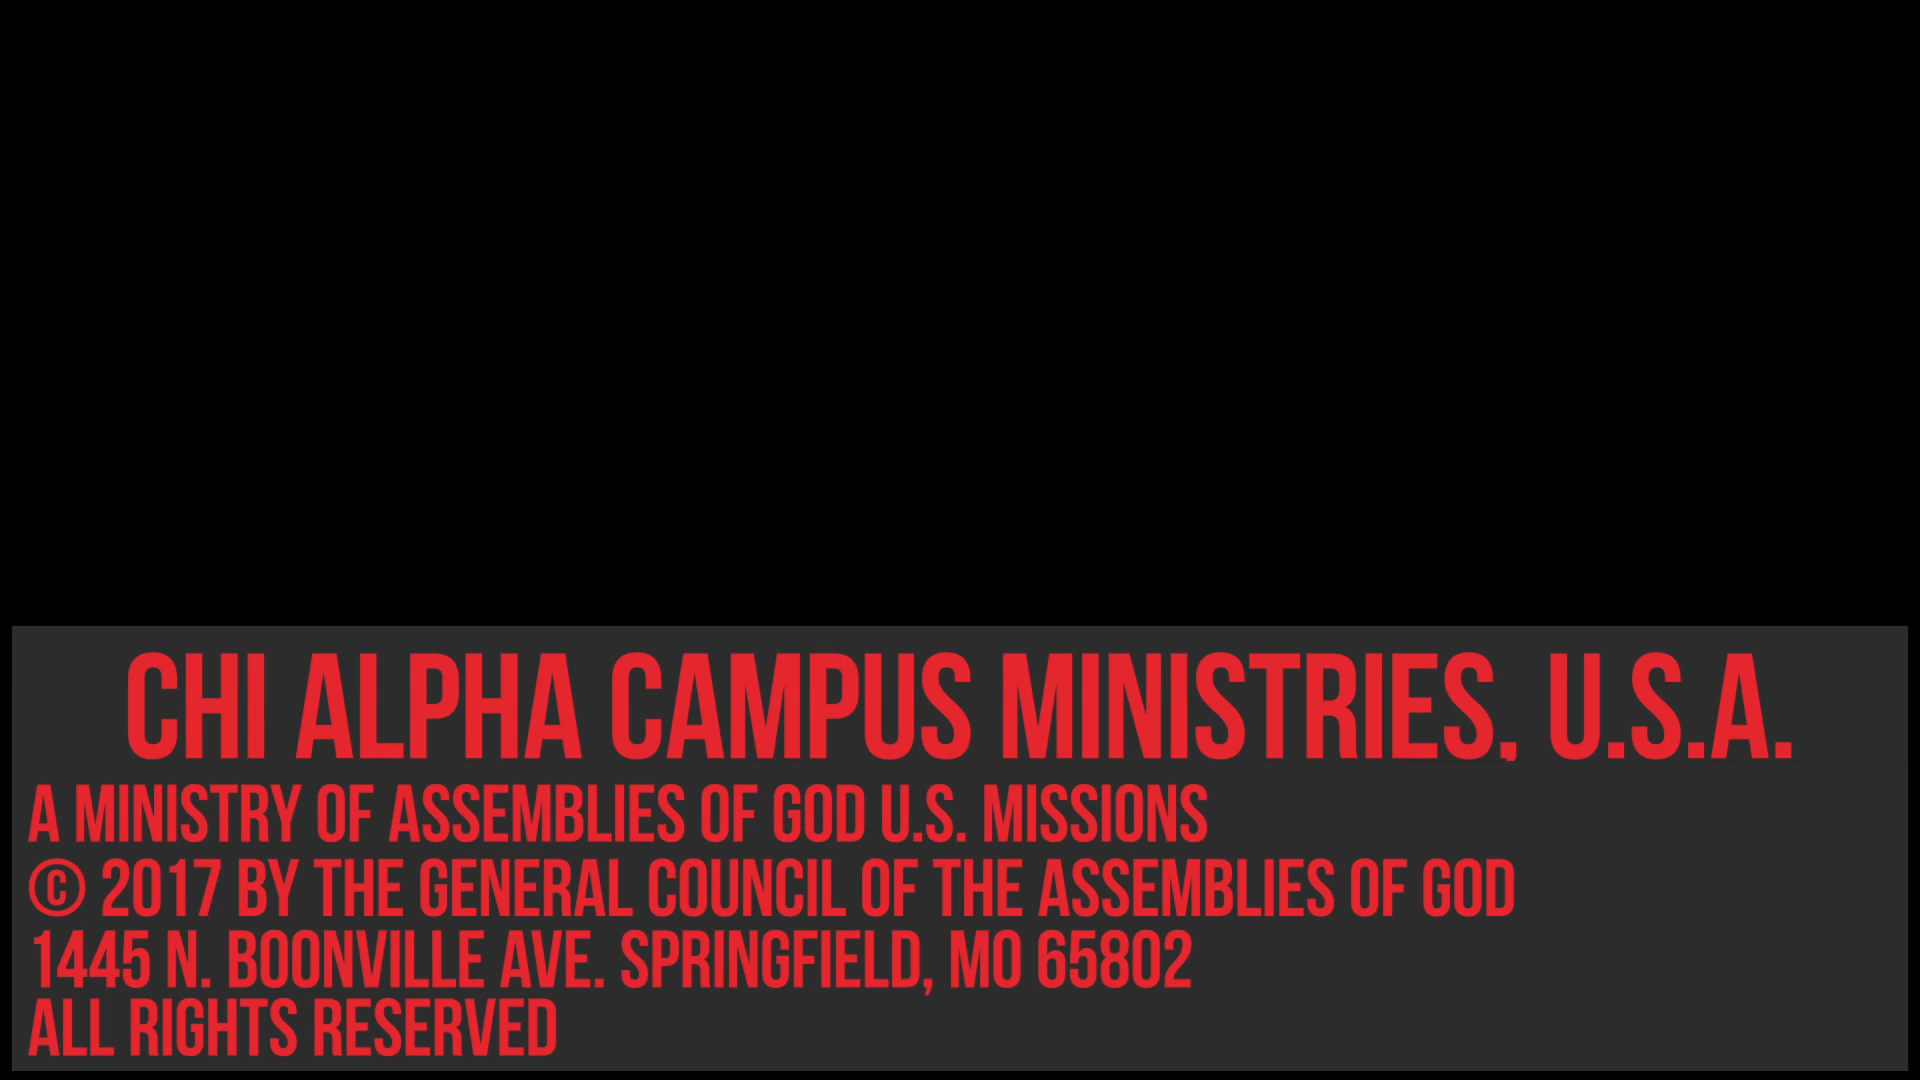 CHI ALPHA CAMPUS MINISTRIES, U.S.A.
A MINISTRY OF ASSEMBLIES OF GOD U.S. MISSIONS
© 2017 BY THE GENERAL COUNCIL OF THE ASSEMBLIES OF GOD
1445 N. BOONVILLE AVE. SPRINGFIELD, MO 65802
ALL RIGHTS RESERVED